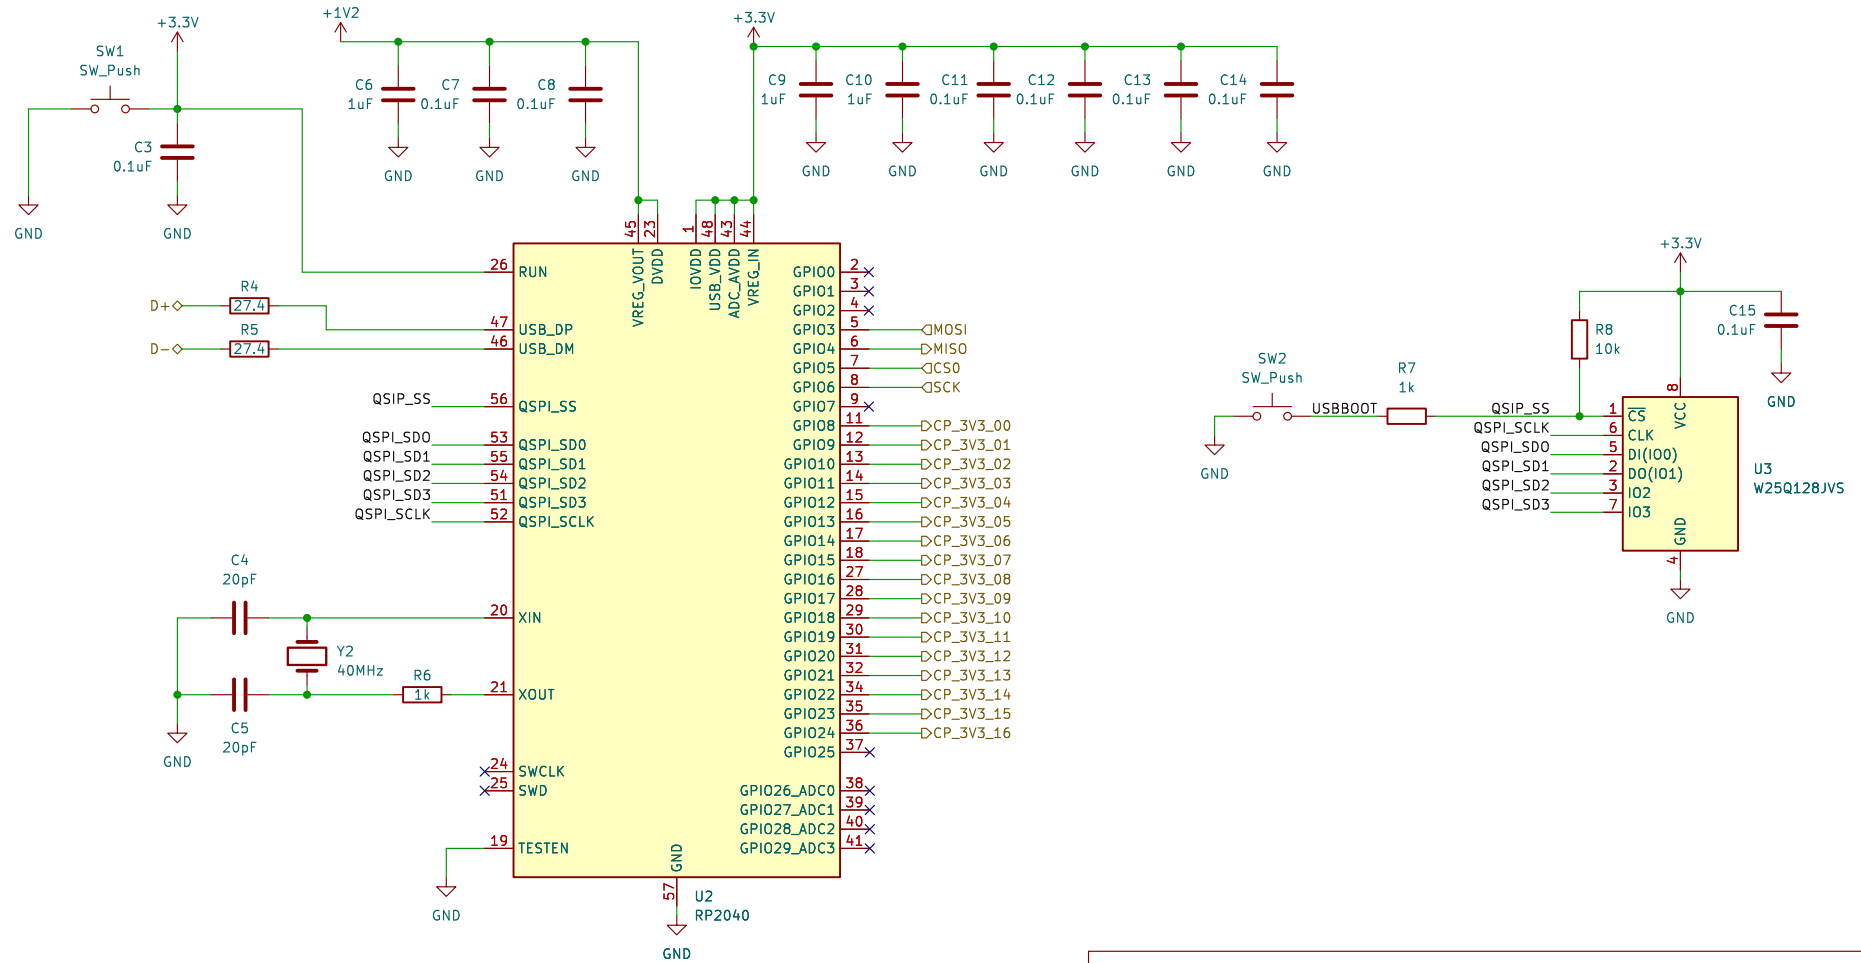 +3.3V
SW1
SW_Push
C3
0.1uF
GND
GND
+1V2
C6
1uF
C7
0.1uF
C8
0.1uF
GND
GND
GND
+3.3V
C9
1uF
C10
1uF
C11
0.1uF
C12
0.1uF
C13
0.1uF
C14
0.1uF
GND
GND
GND
GND
GND
GND
45
23
1
48
43
44
VREG_VOUT
DVDD
IOVDD
USB_VDD
ADC_AVDD
VREG_IN
26
RUN
R4
D+
27.4
47
USB_DP
R5
D-
27.4
46
USB_DM
QSIP_SS
56
QSPI_SS
QSPI_SD0
53
QSPI_SD0
QSPI_SD1
55
QSPI_SD1
QSPI_SD2
54
QSPI_SD2
QSPI_SD3
51
QSPI_SD3
QSPI_SCLK
52
QSPI_SCLK
C4
20pF
20
XIN
Y2
40MHz
R6
1k
21
XOUT
C5
20pF
GND
24
SWCLK
25
SWD
19
TESTEN
GND
GND
57
GND
U2
RP2040
GPIO0
2
GPIO1
3
GPIO2
4
GPIO3
5
MOSI
GPIO4
6
MISO
GPIO5
7
CS0
GPIO6
8
SCK
GPIO7
9
GPIO8
11
CP_3V3_00
GPIO9
12
CP_3V3_01
GPIO10
13
CP_3V3_02
GPIO11
14
CP_3V3_03
GPIO12
15
CP_3V3_04
GPIO13
16
CP_3V3_05
GPIO14
17
CP_3V3_06
GPIO15
18
CP_3V3_07
GPIO16
27
CP_3V3_08
GPIO17
28
CP_3V3_09
GPIO18
29
CP_3V3_10
GPIO19
30
CP_3V3_11
GPIO20
31
CP_3V3_12
GPIO21
32
CP_3V3_13
GPIO22
34
CP_3V3_14
GPIO23
35
CP_3V3_15
GPIO24
36
CP_3V3_16
GPIO25
37
GPIO26_ADC0
38
GPIO27_ADC1
39
GPIO28_ADC2
40
GPIO29_ADC3
41
+3.3V
C15
0.1uF
GND
R8
10k
SW2
SW_Push
GND
USBBOOT
R7
1k
QSIP_SS
1
CS
QSPI_SCLK
6
CLK
QSPI_SD0
5
DI(IO0)
QSPI_SD1
2
DO(IO1)
QSPI_SD2
3
IO2
QSPI_SD3
7
IO3
8
VCC
GND
4
GND
U3
W25Q128JVS